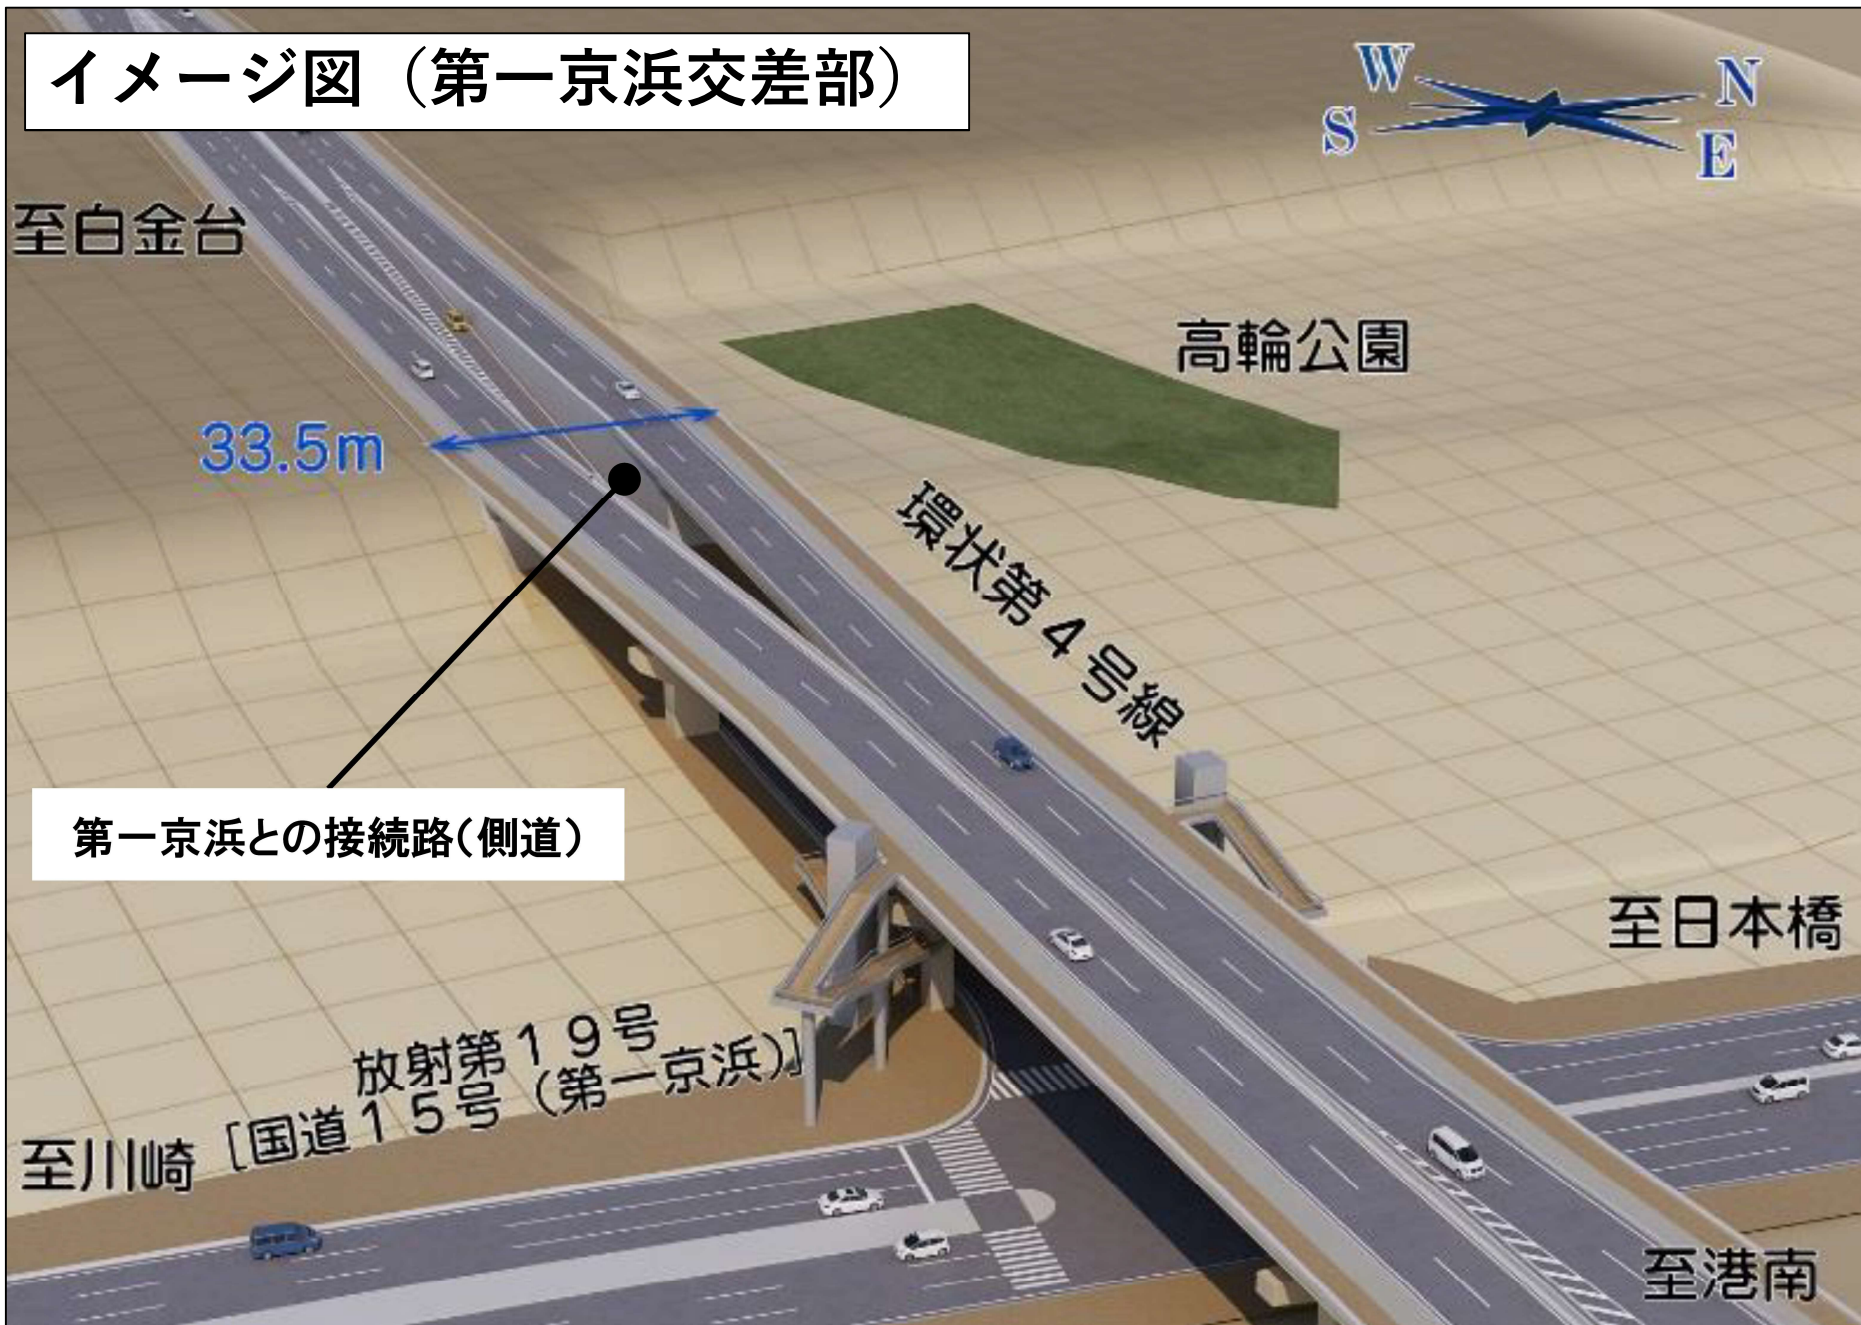 イメージ図（第一京浜交差部）
W
N
S
E
至白金台
高輪公園
33.5m
環状第４号線
第一京浜との接続路（側道）
至日本橋
放射第１９号
［国道１５号（第一京浜）］
至川崎
至港南